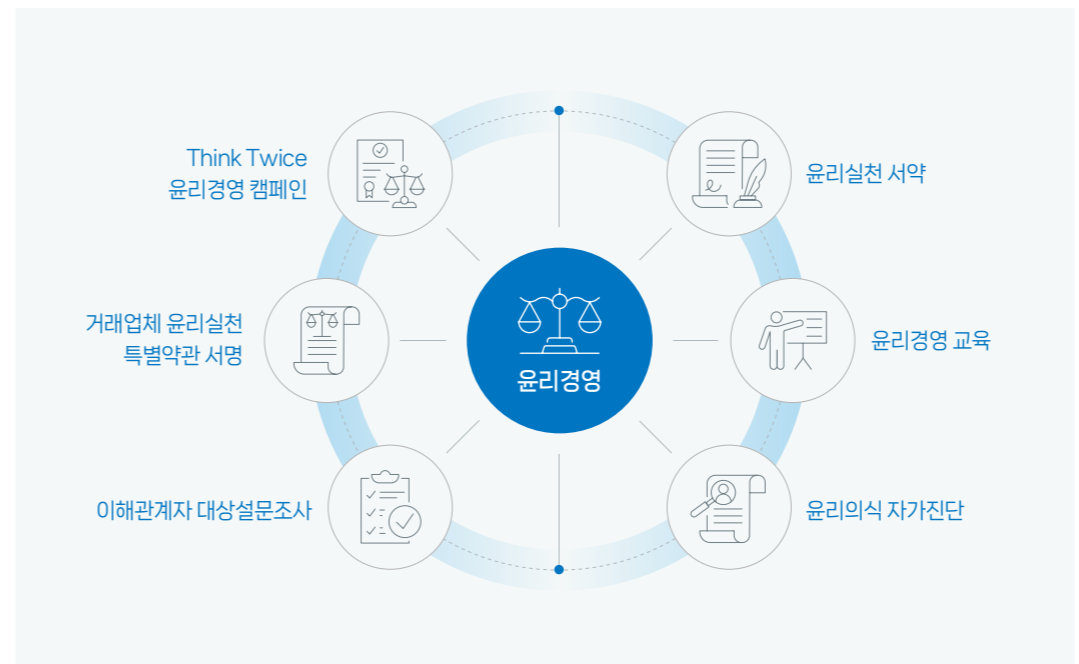 Think Twice
윤리경영 캠페인
윤리실천 서약
거래업체 윤리실천
특별약관 서명
윤리경영
윤리경영 교육
이해관계자 대상설문조사
윤리의식 자가진단